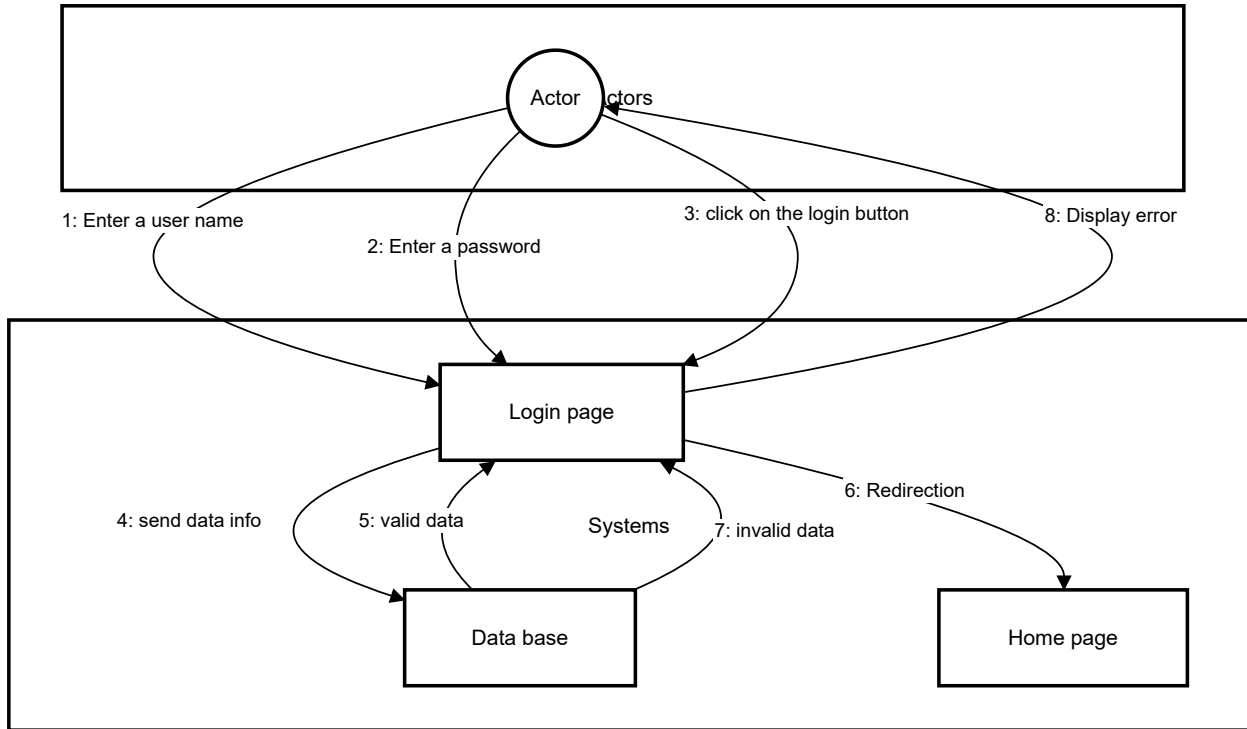 Actor
ctors
1: Enter a user name
2: Enter a password
3: click on the login button
8: Display error
Login page
4: send data info
5: valid data
Systems
7: invalid data
6: Redirection
Data base
Home page